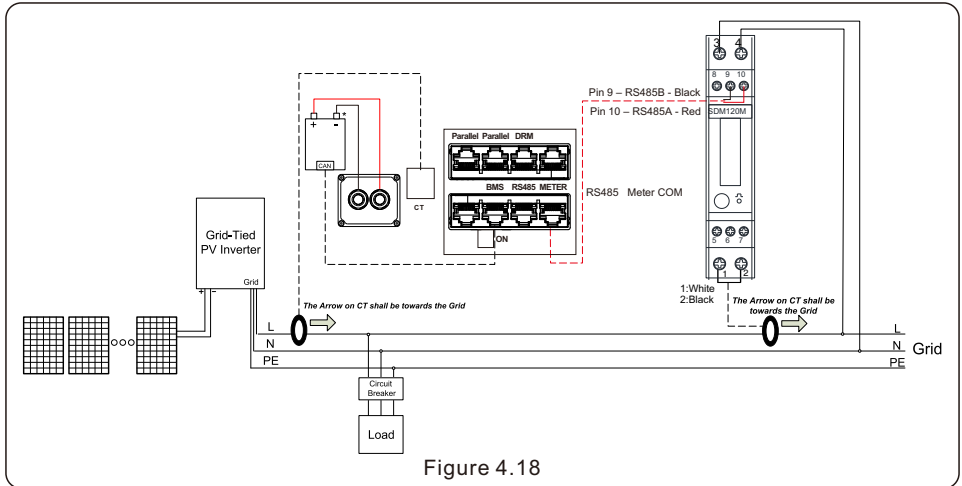 3 4
8 9 10
Pin 9 – RS485B - Black
Pin 10 – RS485A - Red
SDM120M
+ - *
CAN
CT
Parallel Parallel DRM
BMS RS485 METER
ON
RS485 Meter COM
5 6 7
1 2
1:White
2:Black
Grid-Tied
PV Inverter
Grid
+ -
The Arrow on CT shall be towards the Grid
The Arrow on CT shall be
towards the Grid
L
N
PE
L
N
PE
Grid
Circuit
Breaker
Load
Figure 4.18